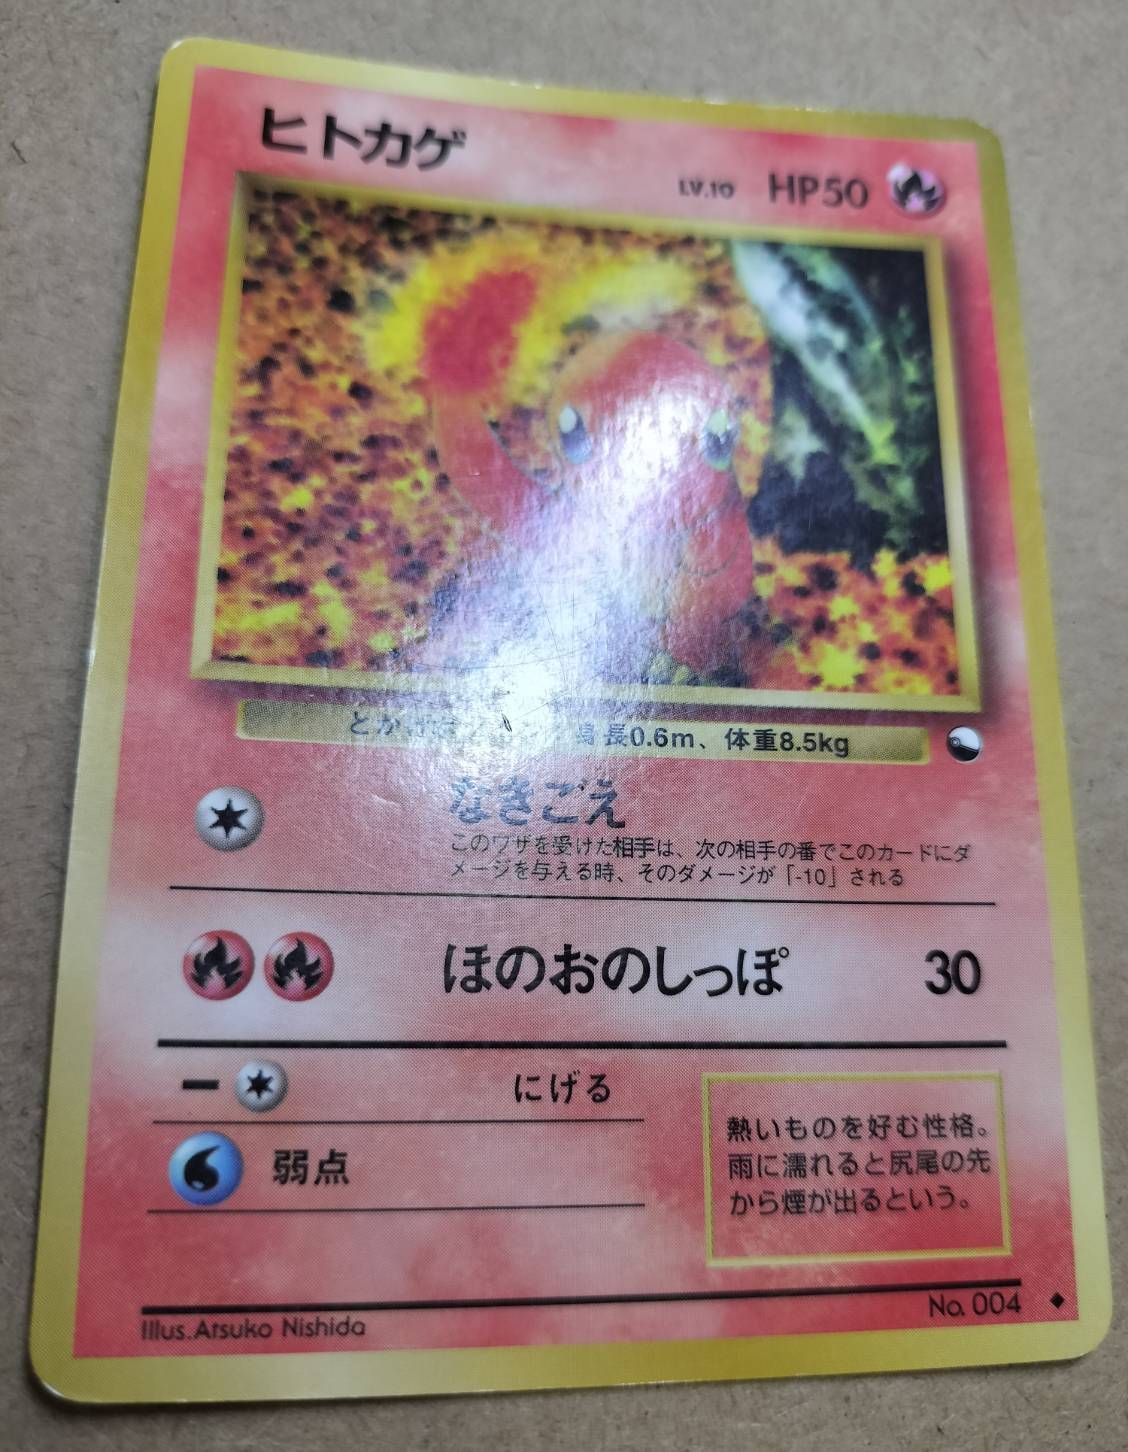 ヒトカゲ
LV.10 HP50
身長0.6m、体重8.5kg
なきごえ
このワザを受けた相手は、次の相手の番でこのカードにダ
メージを与える時、そのダメージが「-10」される
ほのおのしっぽ 30
ー にげる
弱点
熱いものを好む性格。
雨に濡れると尻尾の先
から煙が出るという。
Illus.Atsuko Nishida
No. 004